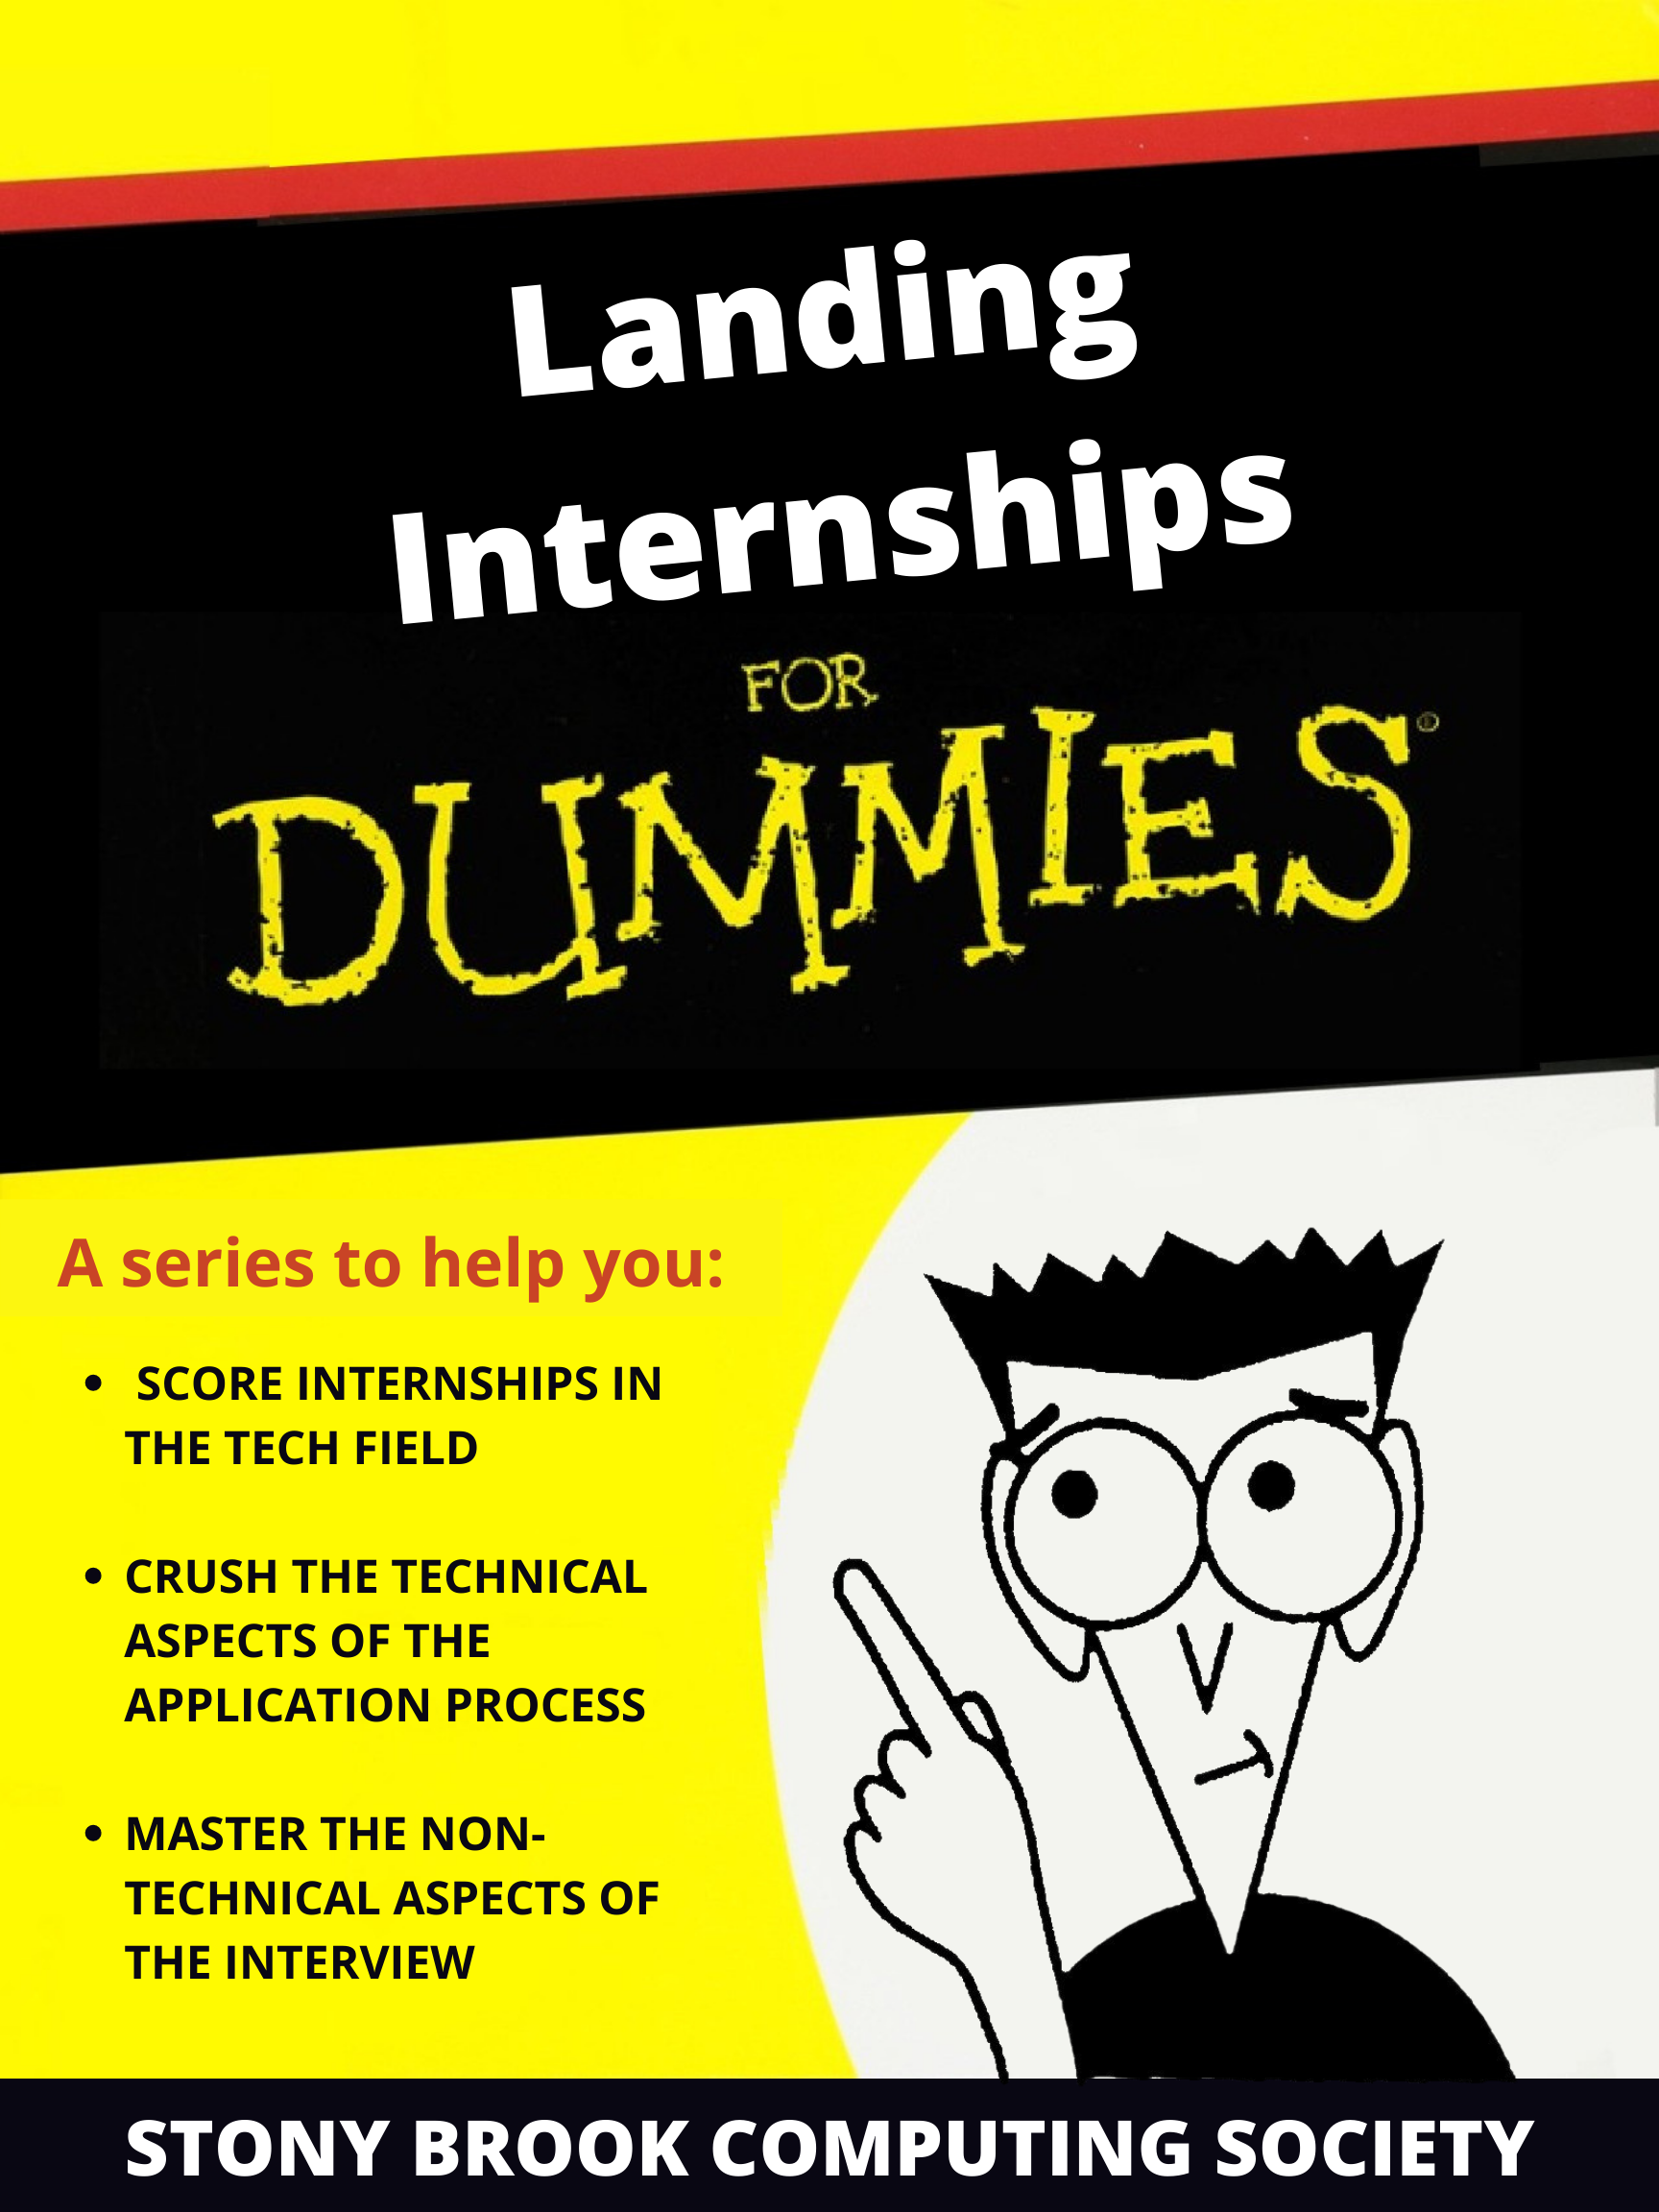 Landing
Internships
FOR
DUMMIES®
A series to help you:
• SCORE INTERNSHIPS IN
THE TECH FIELD
• CRUSH THE TECHNICAL
ASPECTS OF THE
APPLICATION PROCESS
• MASTER THE NON-
TECHNICAL ASPECTS OF
THE INTERVIEW
STONY BROOK COMPUTING SOCIETY